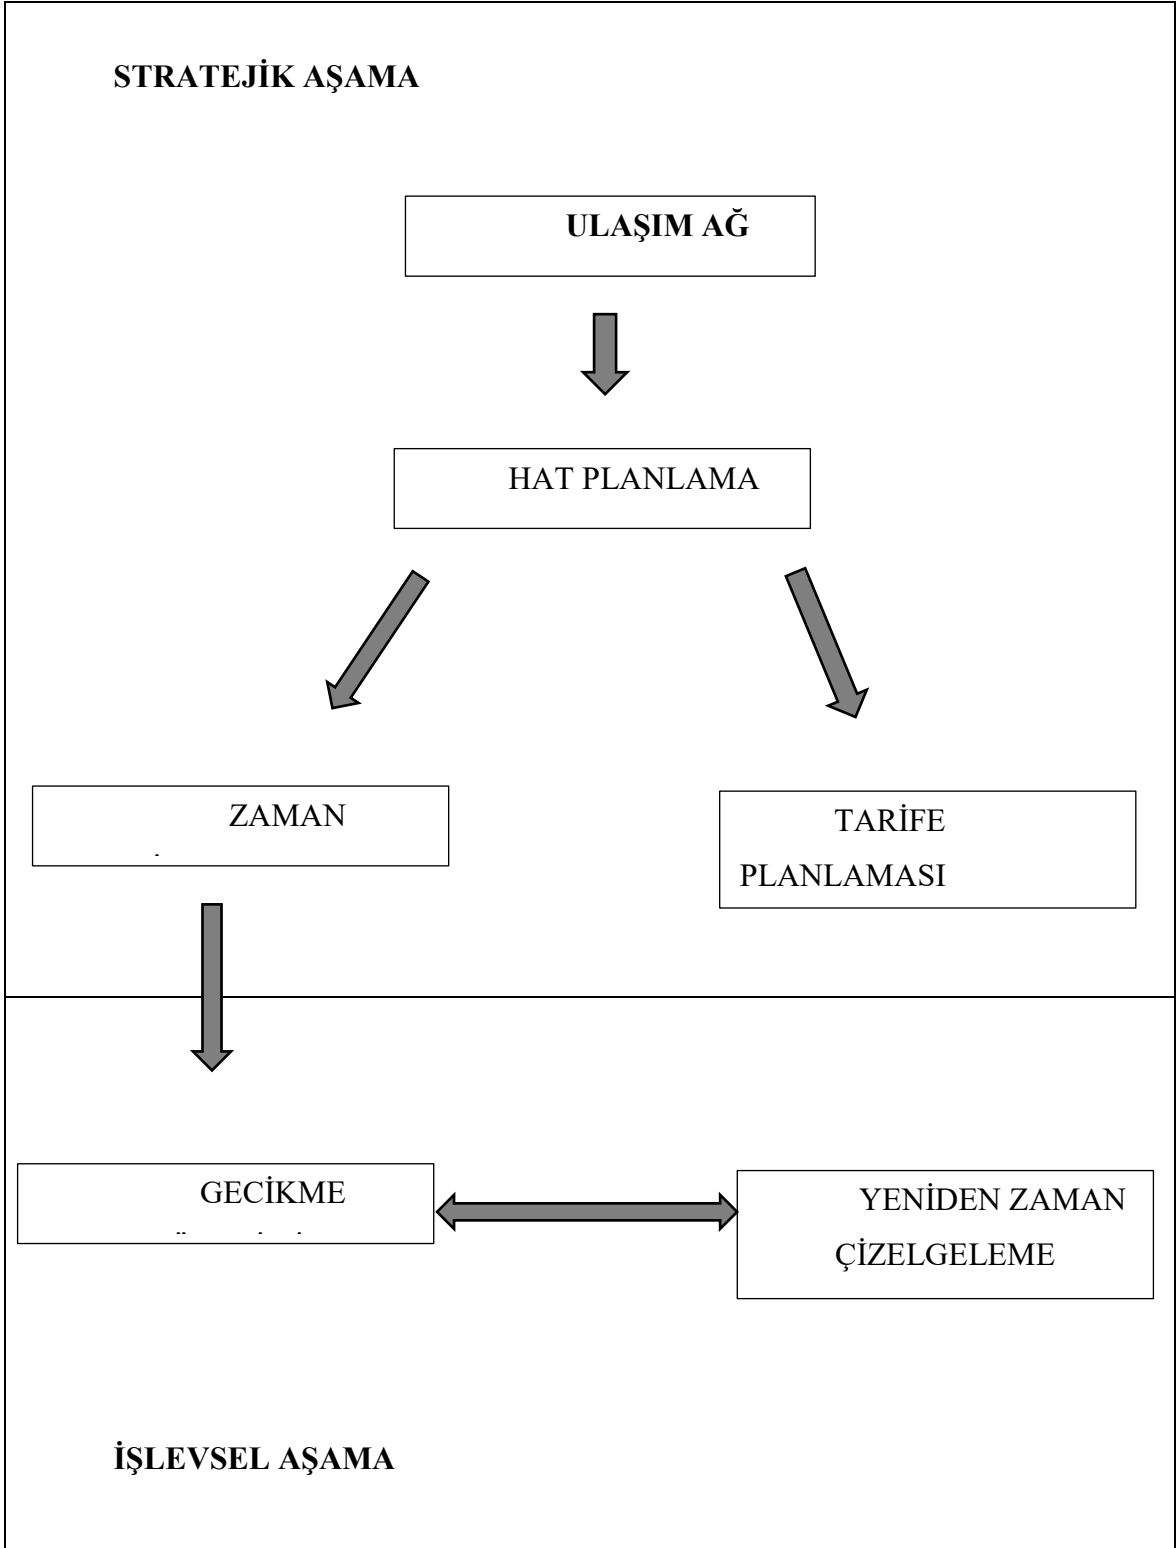 STRATEJİK AŞAMA
ULAŞIM AĞ
HAT PLANLAMA
ZAMAN
TARİFE
PLANLAMASI
GECİKME
YENİDEN ZAMAN
ÇİZELGELEME
İŞLEVSEL AŞAMA